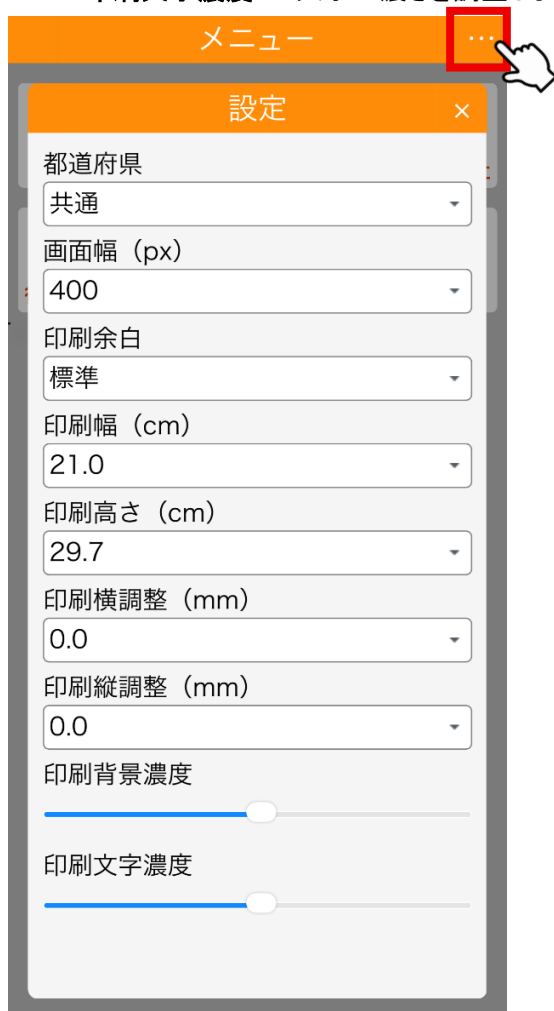 メニュー …
設定 ×
都道府県
共通
画面幅（px）
400
印刷余白
標準
印刷幅（cm）
21.0
印刷高さ（cm）
29.7
印刷横調整（mm）
0.0
印刷縦調整（mm）
0.0
印刷背景濃度
印刷文字濃度